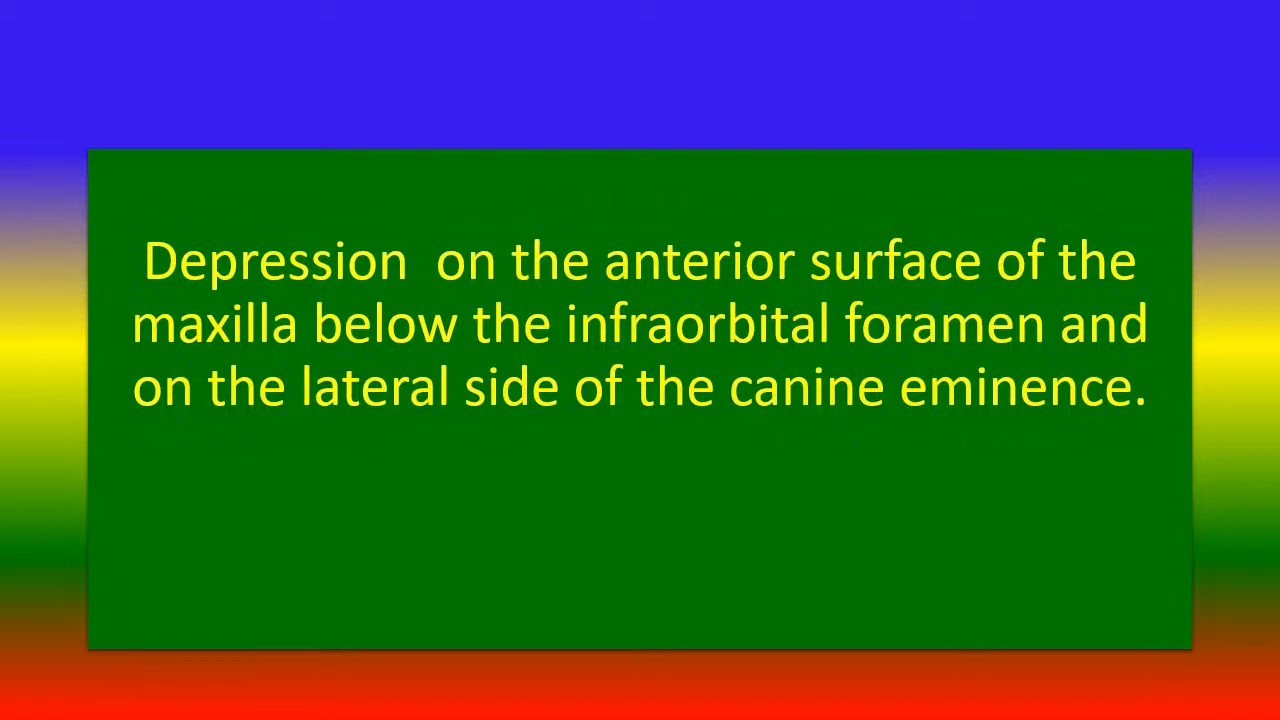 Depression  on the anterior surface of the
maxilla below the infraorbital foramen and
on the lateral side of the canine eminence.